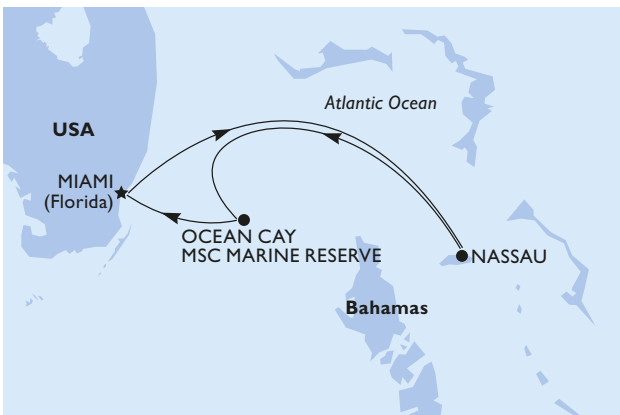 Atlantic Ocean
USA
MIAMI
(Florida)
OCEAN CAY
MSC MARINE RESERVE
NASSAU
Bahamas